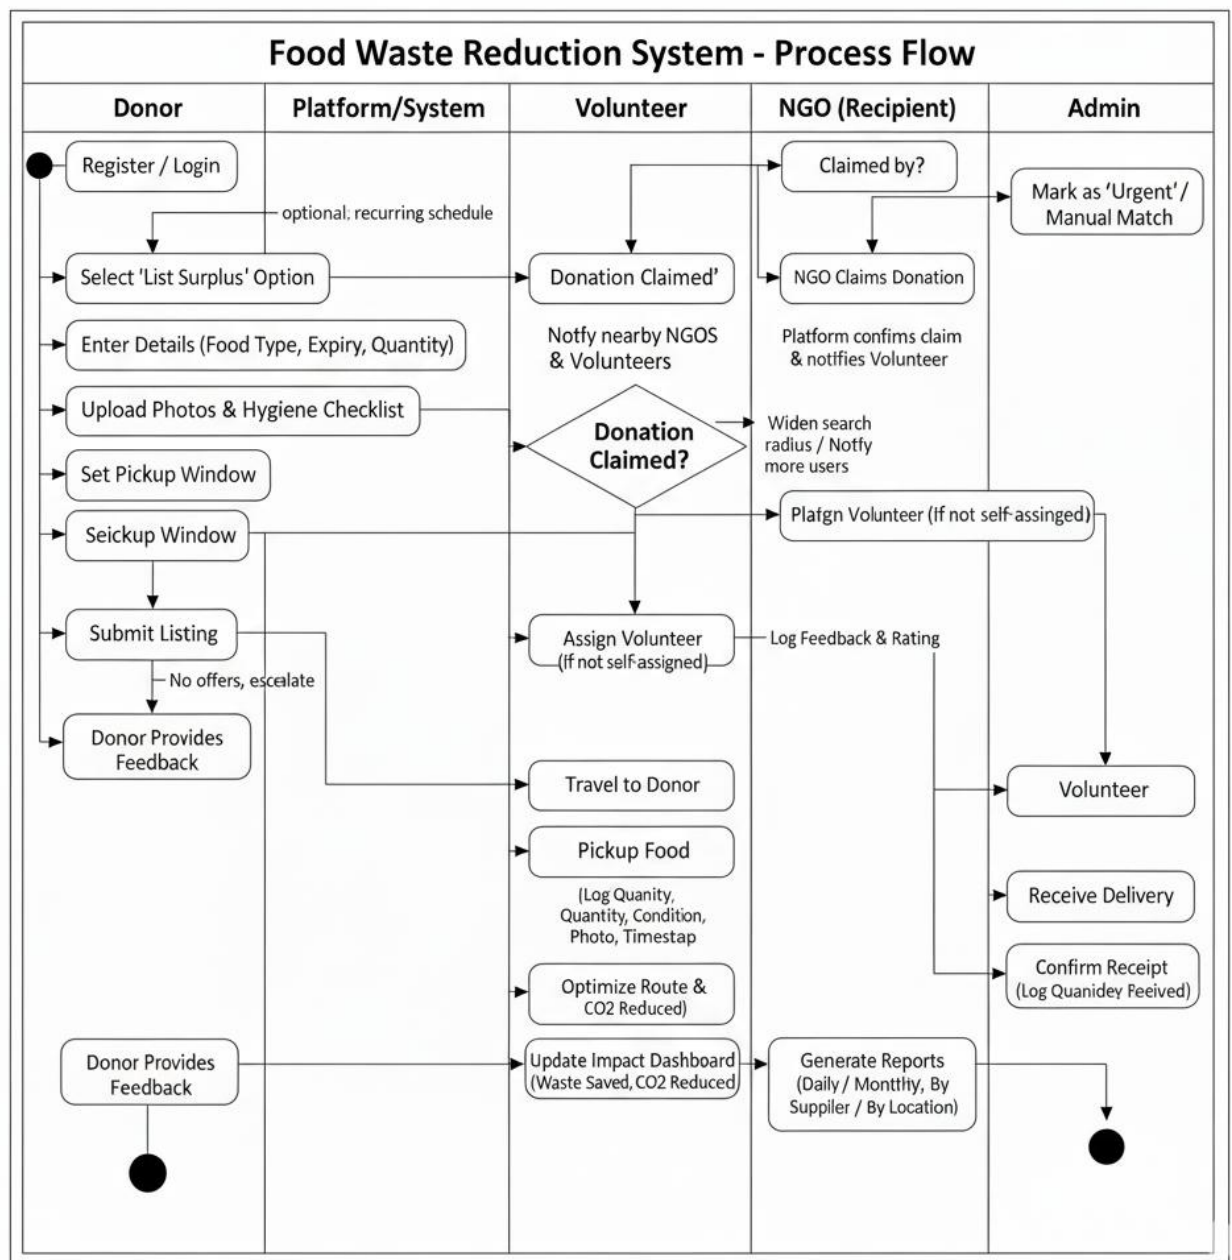 Food Waste Reduction System - Process Flow
Donor
Platform/System
Volunteer
NGO (Recipient)
Admin
Register / Login
Claimed by?
Mark as 'Urgent'/
Manual Match
optional: recurring schedule
Select 'List Surplus' Option
Donation Claimed'
NGO Claims Donation
Enter Details (Food Type, Expiry, Quantity)
Notfy nearby NGOS
& Volunteers
Platform confims claim
& notifies Volunteer
Upload Photos & Hygiene Checklist
Donation
Claimed?
Widen search
radius / Notfy
more users
Set Pickup Window
Seickup Window
Plafgn Volunteer (If not self-assinged)
Submit Listing
Assign Volunteer
(If not self-assigned)
Log Feedback & Rating
No offers, escalate
Donor Provides
Feedback
Travel to Donor
Volunteer
Pickup Food
(Log Quanity,
Quantity, Condition,
Photo, Timestap
Receive Delivery
Optimize Route &
CO2 Reduced)
Confirm Receipt
(Log Quanidey Feeived)
Donor Provides
Feedback
Update Impact Dashboard
(Waste Saved, CO2 Reduced
Generate Reports
(Daily / Montthly, By
Suppiler / By Location)